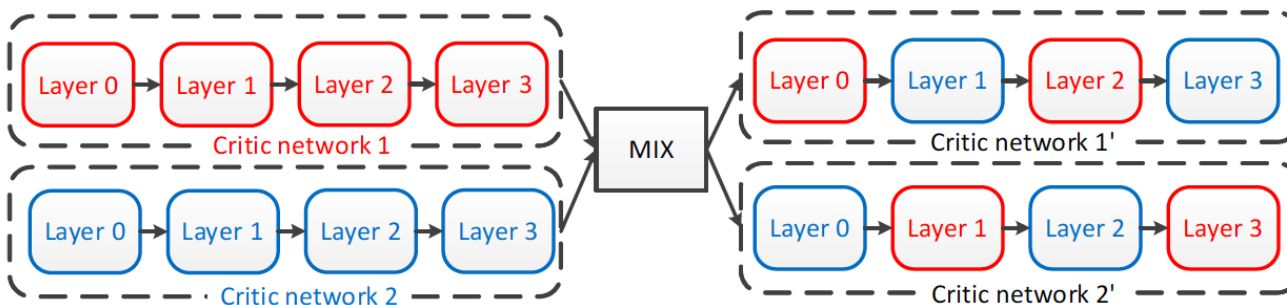 Layer 0 Layer 1 Layer 2 Layer 3
Critic network 1
Layer 0 Layer 1 Layer 2 Layer 3
Critic network 2
MIX
Layer 0 Layer 1 Layer 2 Layer 3
Critic network 1'
Layer 0 Layer 1 Layer 2 Layer 3
Critic network 2'